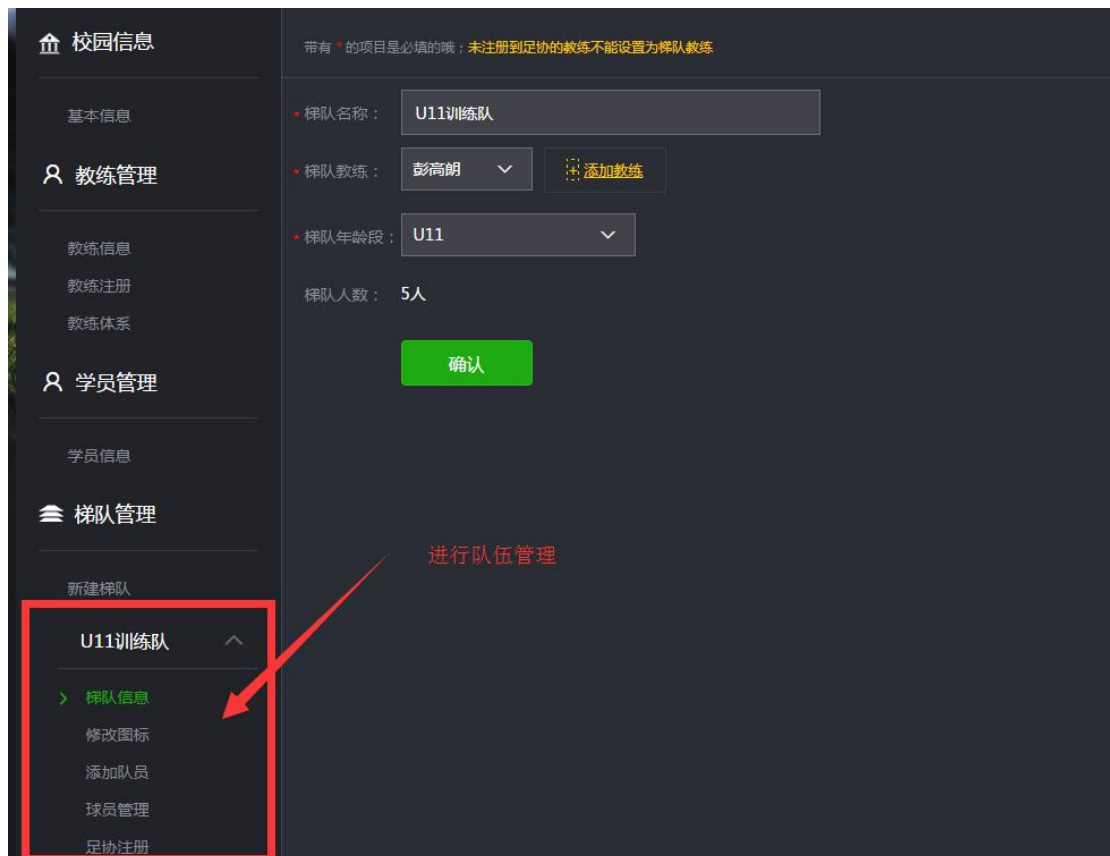 校园信息
基本信息
教练管理
教练信息
教练注册
教练体系
学员管理
学员信息
梯队管理
新建梯队
U11训练队
梯队信息
修改图标
添加队员
球员管理
足协注册
带有*的项目是必填的哦；未注册到足协的教练不能设置为梯队教练
*梯队名称： U11训练队
*梯队教练： 彭高朗 添加教练
*梯队年龄段： U11
梯队人数： 5人
确认
进行队伍管理